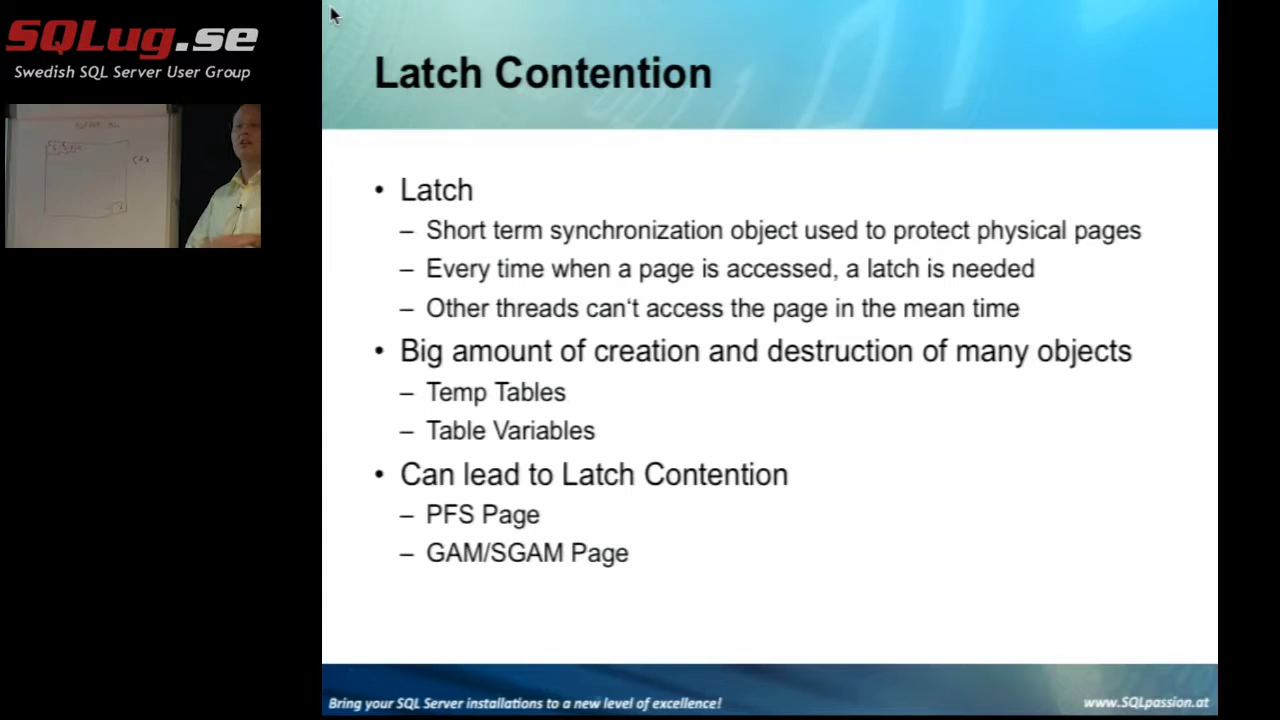 SQLug.se
Swedish SQL Server User Group
Latch Contention
• Latch
– Short term synchronization object used to protect physical pages
– Every time when a page is accessed, a latch is needed
– Other threads can‘t access the page in the mean time
• Big amount of creation and destruction of many objects
– Temp Tables
– Table Variables
• Can lead to Latch Contention
– PFS Page
– GAM/SGAM Page
Bring your SQL Server installations to a new level of excellence!
www.SQLpassion.at